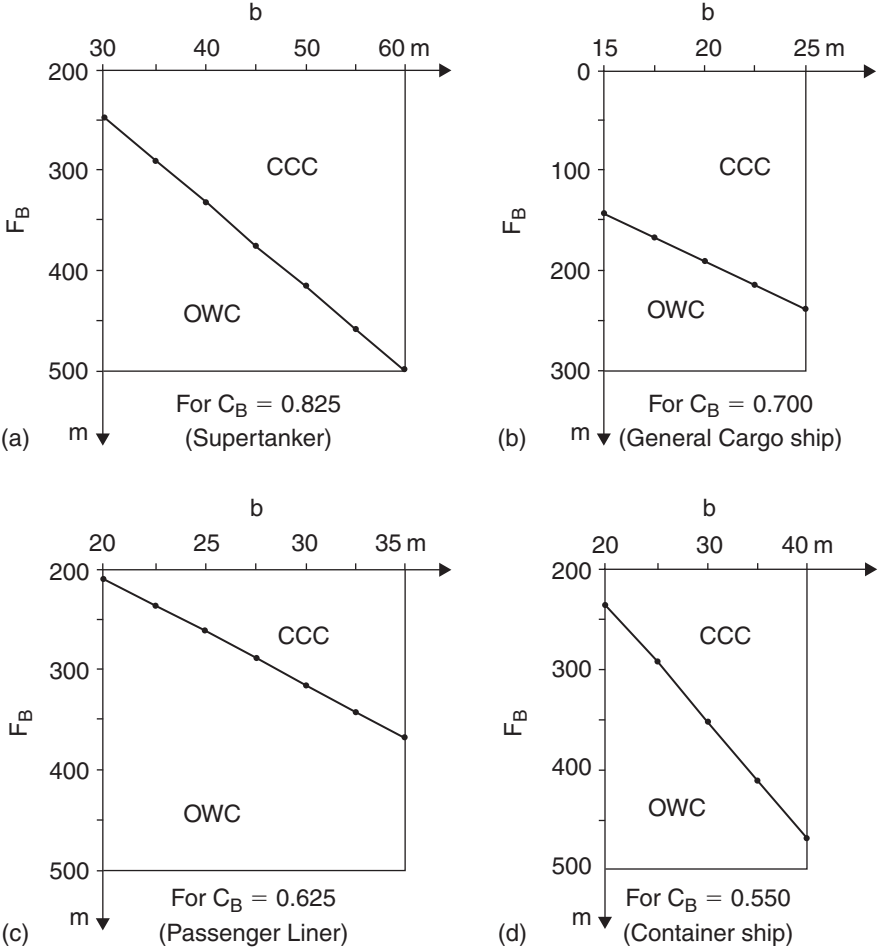 b
30 40 50 60 m
200
300
400
500
F_B
CCC
OWC
m
For C_B = 0.825
(a) (Supertanker)
b
15 20 25 m
0
100
200
300
F_B
CCC
OWC
m
For C_B = 0.700
(b) (General Cargo ship)
b
20 25 30 35 m
200
300
400
500
F_B
CCC
OWC
m
For C_B = 0.625
(c) (Passenger Liner)
b
20 30 40 m
200
300
400
500
F_B
CCC
OWC
m
For C_B = 0.550
(d) (Container ship)